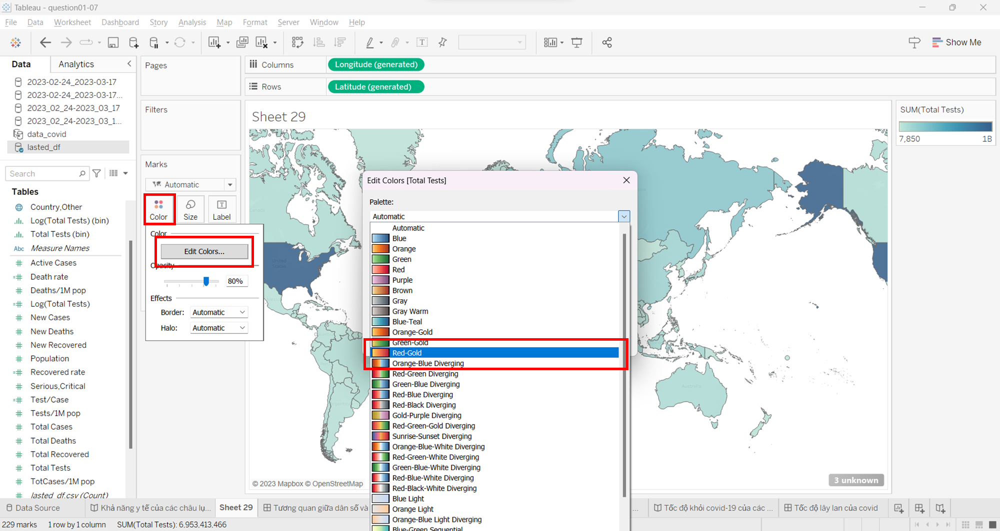 Tableau - question01-07
File Data Worksheet Dashboard Story Analysis Map Format Server Window Help
Show Me
Data Analytics
2023-02-24_2023-03-17
2023-02-24_2023-03-17...
2023_02_24-2023_03_17
2023_02_24-2023_03_1...
data_covid
lasted_df
Search
Tables
Country,Other
Log(Total Tests) (bin)
Total Tests (bin)
Abc Measure Names
Active Cases
Death rate
Deaths/1M pop
Log(Total Tests)
New Cases
New Deaths
New Recovered
Population
Recovered rate
Serious,Critical
Test/Case
Tests/1M pop
Total Cases
Total Deaths
Total Recovered
Total Tests
TotCases/1M pop
lasted_df.csv (Count)
Pages
Filters
Marks
Automatic
Color Size Label
Color
Edit Colors...
Opacity
80%
Effects
Border: Automatic
Halo: Automatic
Columns Longitude (generated)
Rows Latitude (generated)
Sheet 29
United
States
Australia
© 2023 Mapbox © OpenStreetMap
3 unknown
Edit Colors [Total Tests]
Palette:
Automatic
Automatic
Blue
Orange
Green
Red
Purple
Brown
Gray
Gray Warm
Blue-Teal
Orange-Gold
Green-Gold
Red-Gold
Orange-Blue Diverging
Red-Green Diverging
Green-Blue Diverging
Red-Blue Diverging
Red-Black Diverging
Gold-Purple Diverging
Red-Green-Gold Diverging
Sunrise-Sunset Diverging
Orange-Blue-White Diverging
Red-Green-White Diverging
Green-Blue-White Diverging
Red-Blue-White Diverging
Red-Black-White Diverging
Blue Light
Orange Light
Orange-Blue Light Diverging
Blue-Green Sequential
SUM(Total Tests)
7,850 1B
Data Source Khả năng y tế của các châu lụ... Sheet 29 Tương quan giữa dân số và ... Tốc độ khỏi covid-19 của các ... Tốc độ lây lan của covid
229 marks 1 row by 1 column SUM(Total Tests): 6,953,413,466